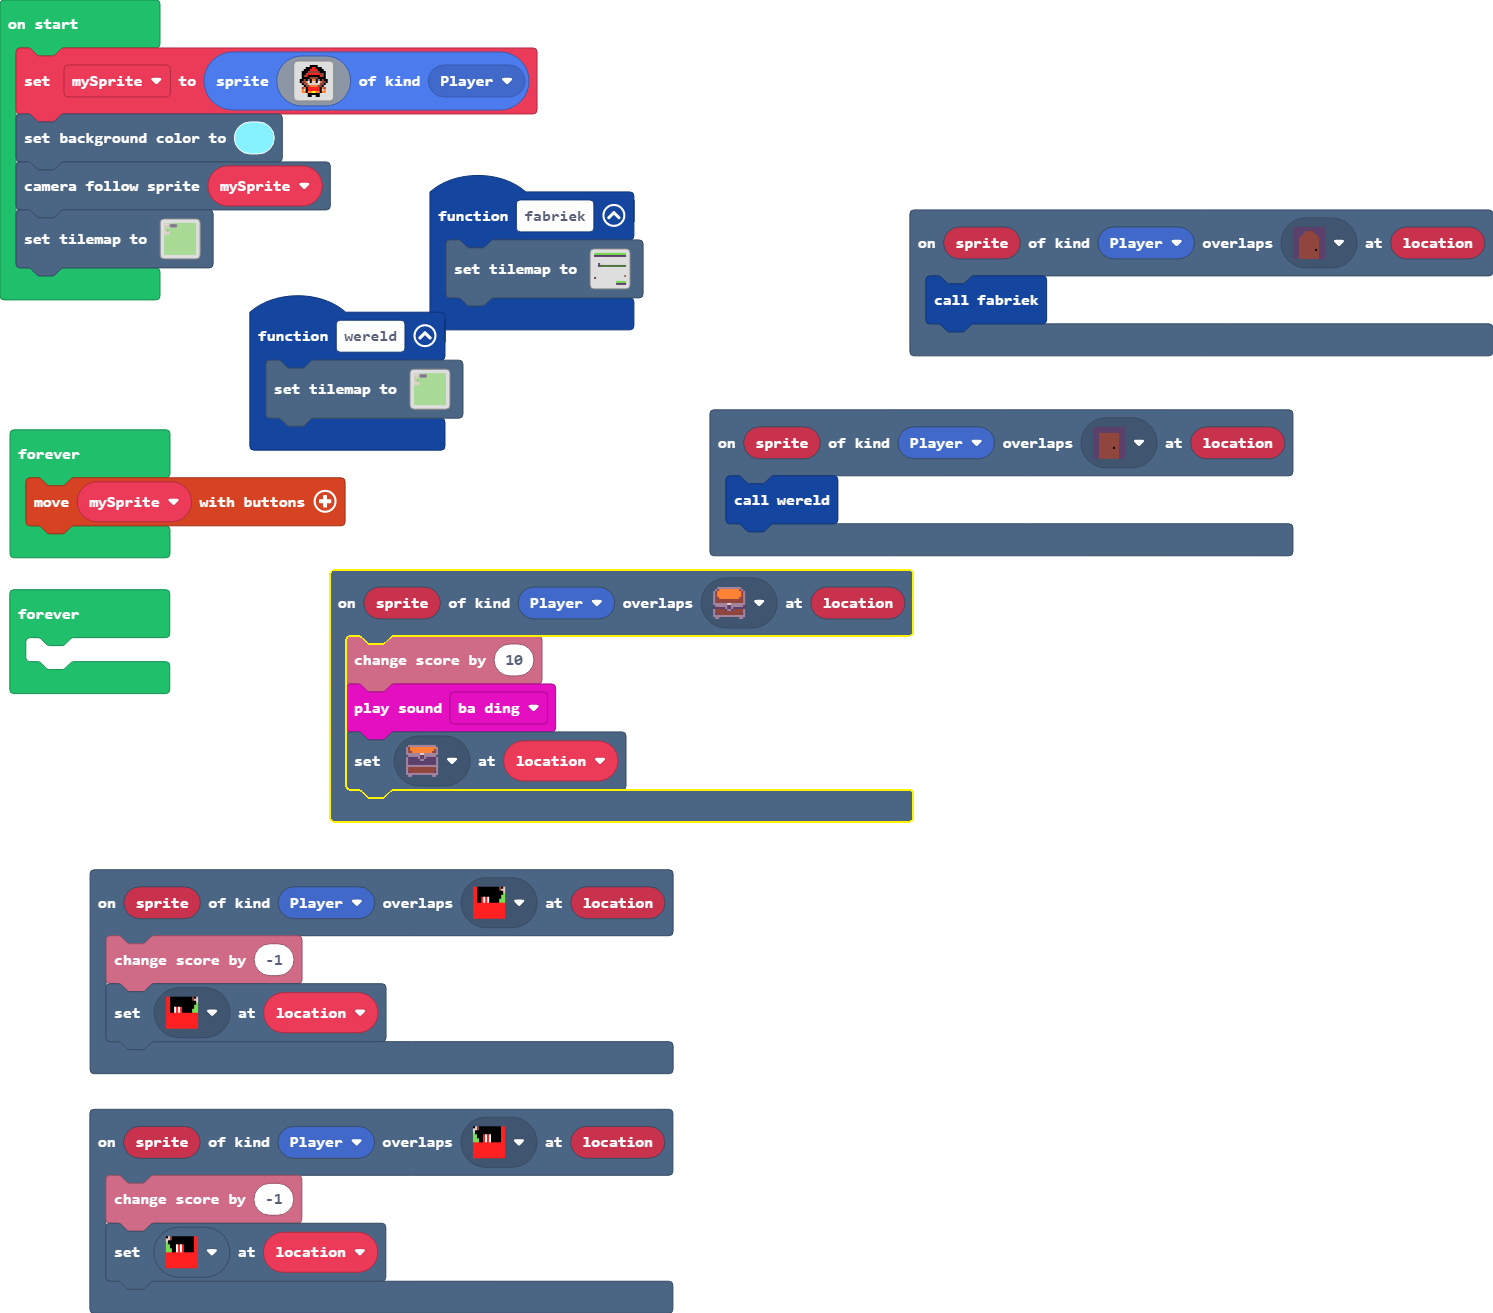 on start
set mySprite to sprite of kind Player
set background color to
camera follow sprite mySprite
set tilemap to
function fabriek
set tilemap to
function wereld
set tilemap to
on sprite of kind Player overlaps at location
call fabriek
on sprite of kind Player overlaps at location
call wereld
forever
move mySprite with buttons
forever
on sprite of kind Player overlaps at location
change score by 10
play sound ba ding
set at location
on sprite of kind Player overlaps at location
change score by -1
set at location
on sprite of kind Player overlaps at location
change score by -1
set at location